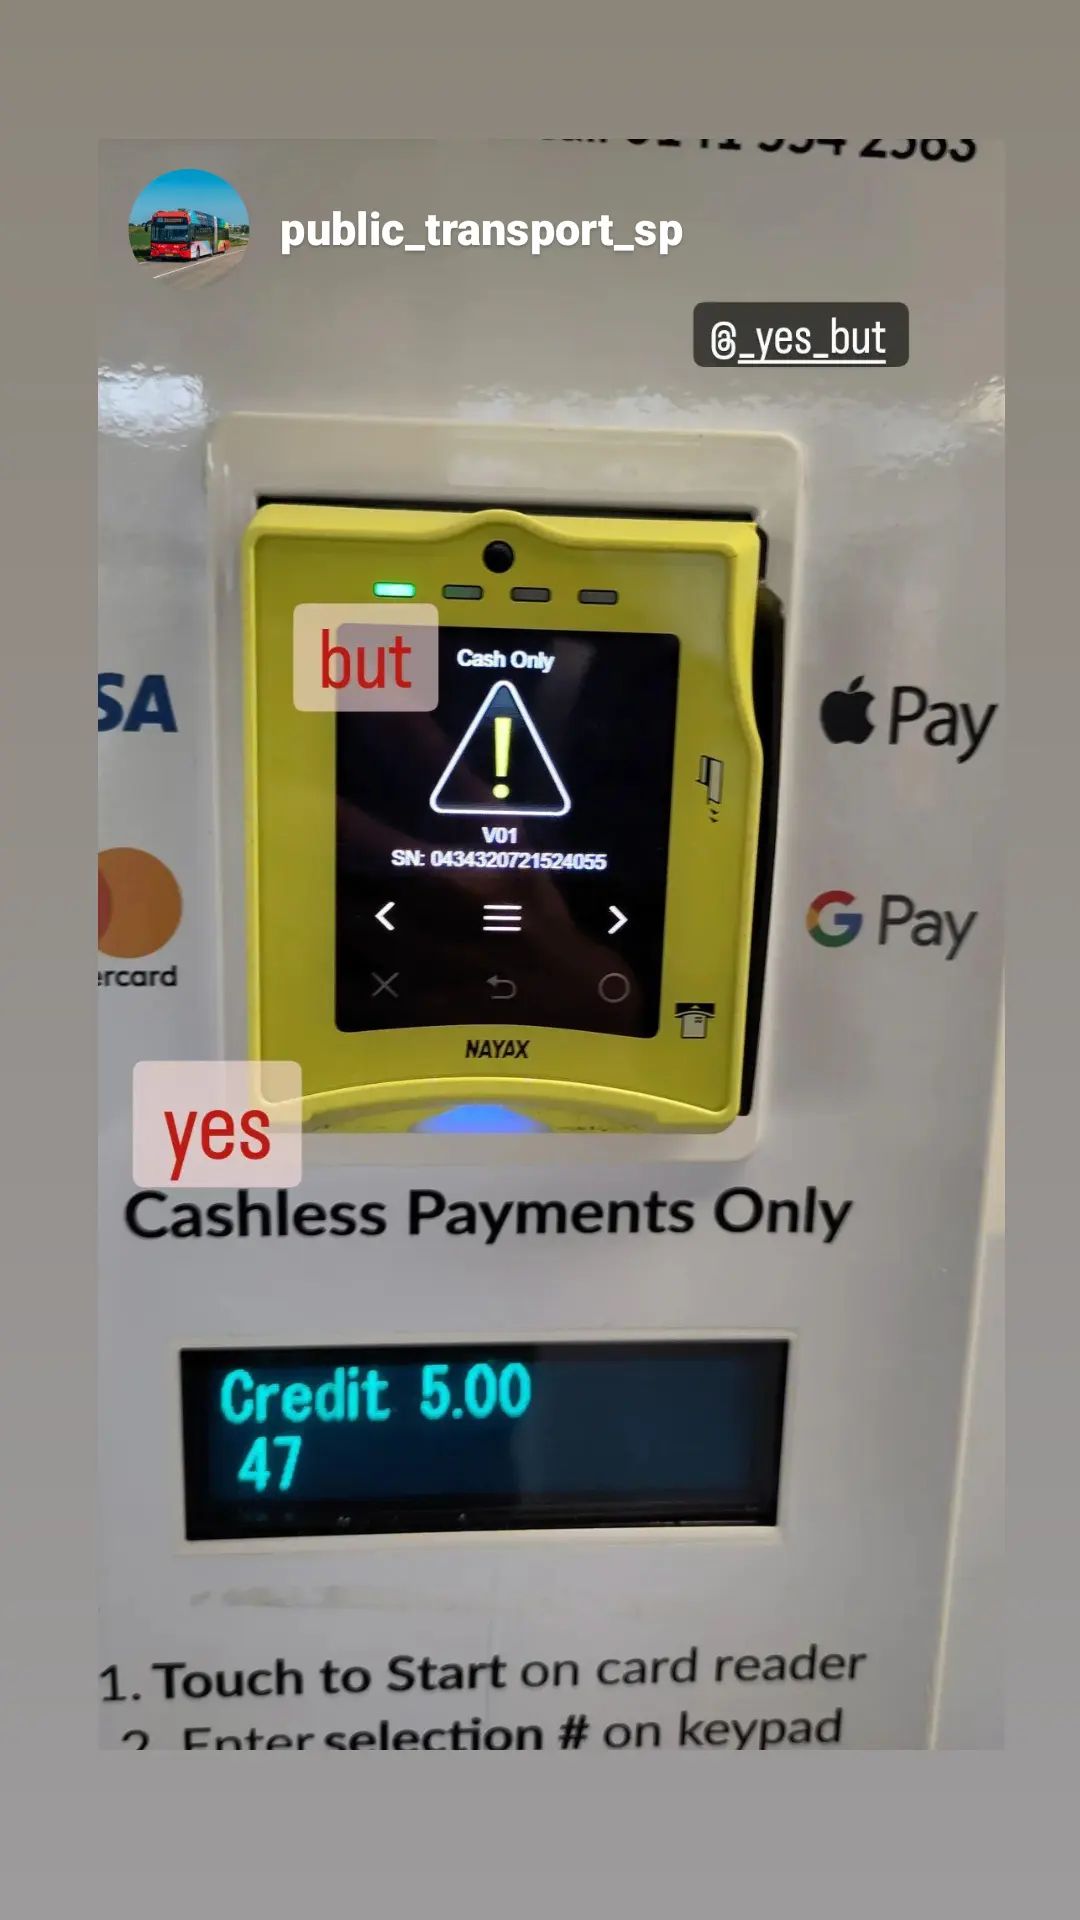 2563
public_transport_sp
@_yes_but
but
Cash Only
!
V01
SN: 0434320721524055
SA
Pay
ercard
G Pay
NAYAX
yes
Cashless Payments Only
Credit 5.00
47
1. Touch to Start on card reader
2. Enter selection # on keypad